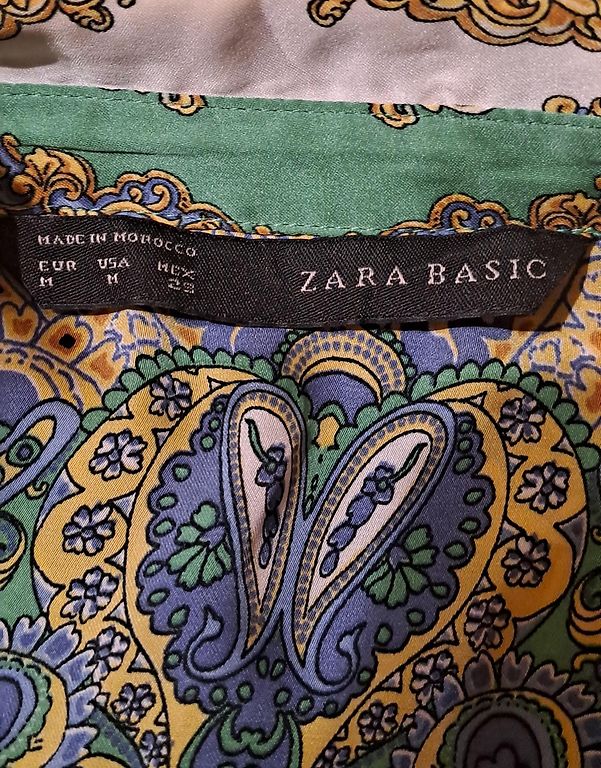 MADE IN MOROCCO
EUR USA MEX
M M 28
ZARA BASIC